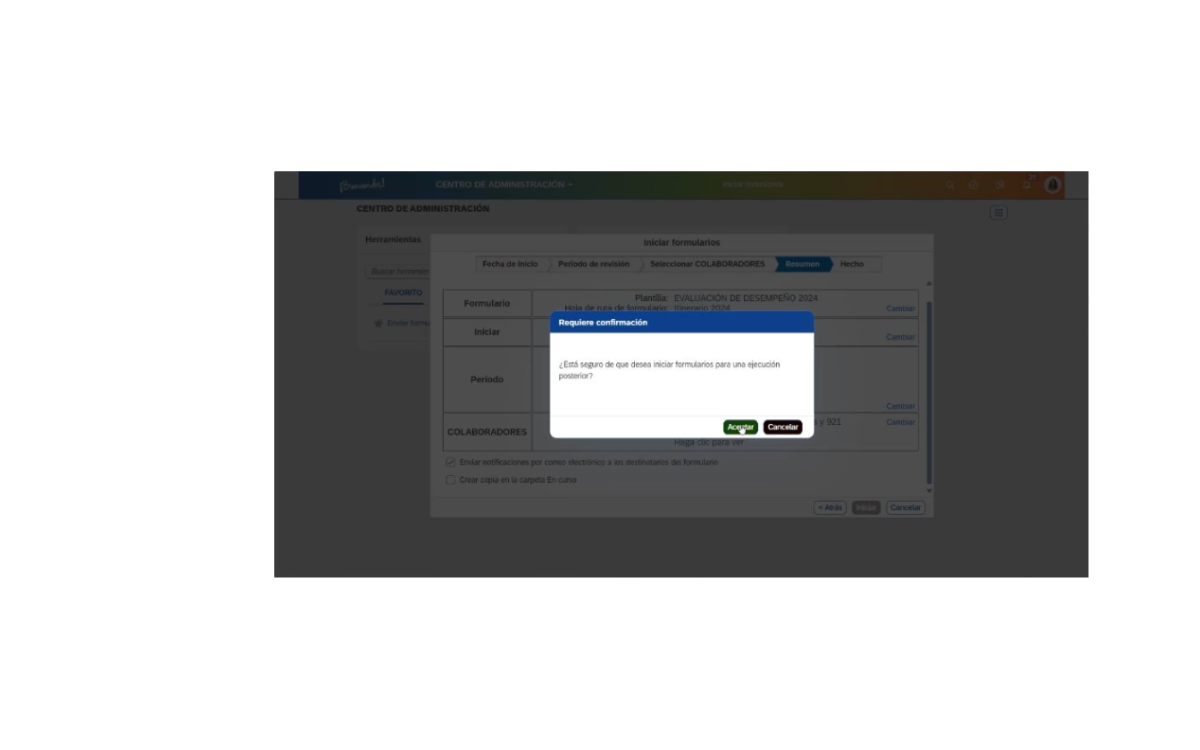 ¡Bienvenido!
CENTRO DE ADMINISTRACIÓN
Iniciar formularios
CENTRO DE ADMINISTRACIÓN
Herramientas
Buscar
FAVORITO
Enviar
Iniciar formularios
Fecha de inicio
Periodo de revisión
Seleccionar COLABORADORES
Resumen
Hecho
Formulario
Plantilla: EVALUACIÓN DE DESEMPEÑO 2024
Hoja de ruta de formulario: Itinerario 2024
Cambiar
Iniciar
Cambiar
Periodo
Cambiar
COLABORADORES
y 921
Cambiar
Haga clic para ver
Requiere confirmación
¿Está seguro de que desea iniciar formularios para una ejecución
posterior?
Aceptar
Cancelar
Enviar notificaciones por correo electrónico a los destinatarios del formulario
Crear copia en la carpeta En curso
< Atrás
Iniciar
Cancelar